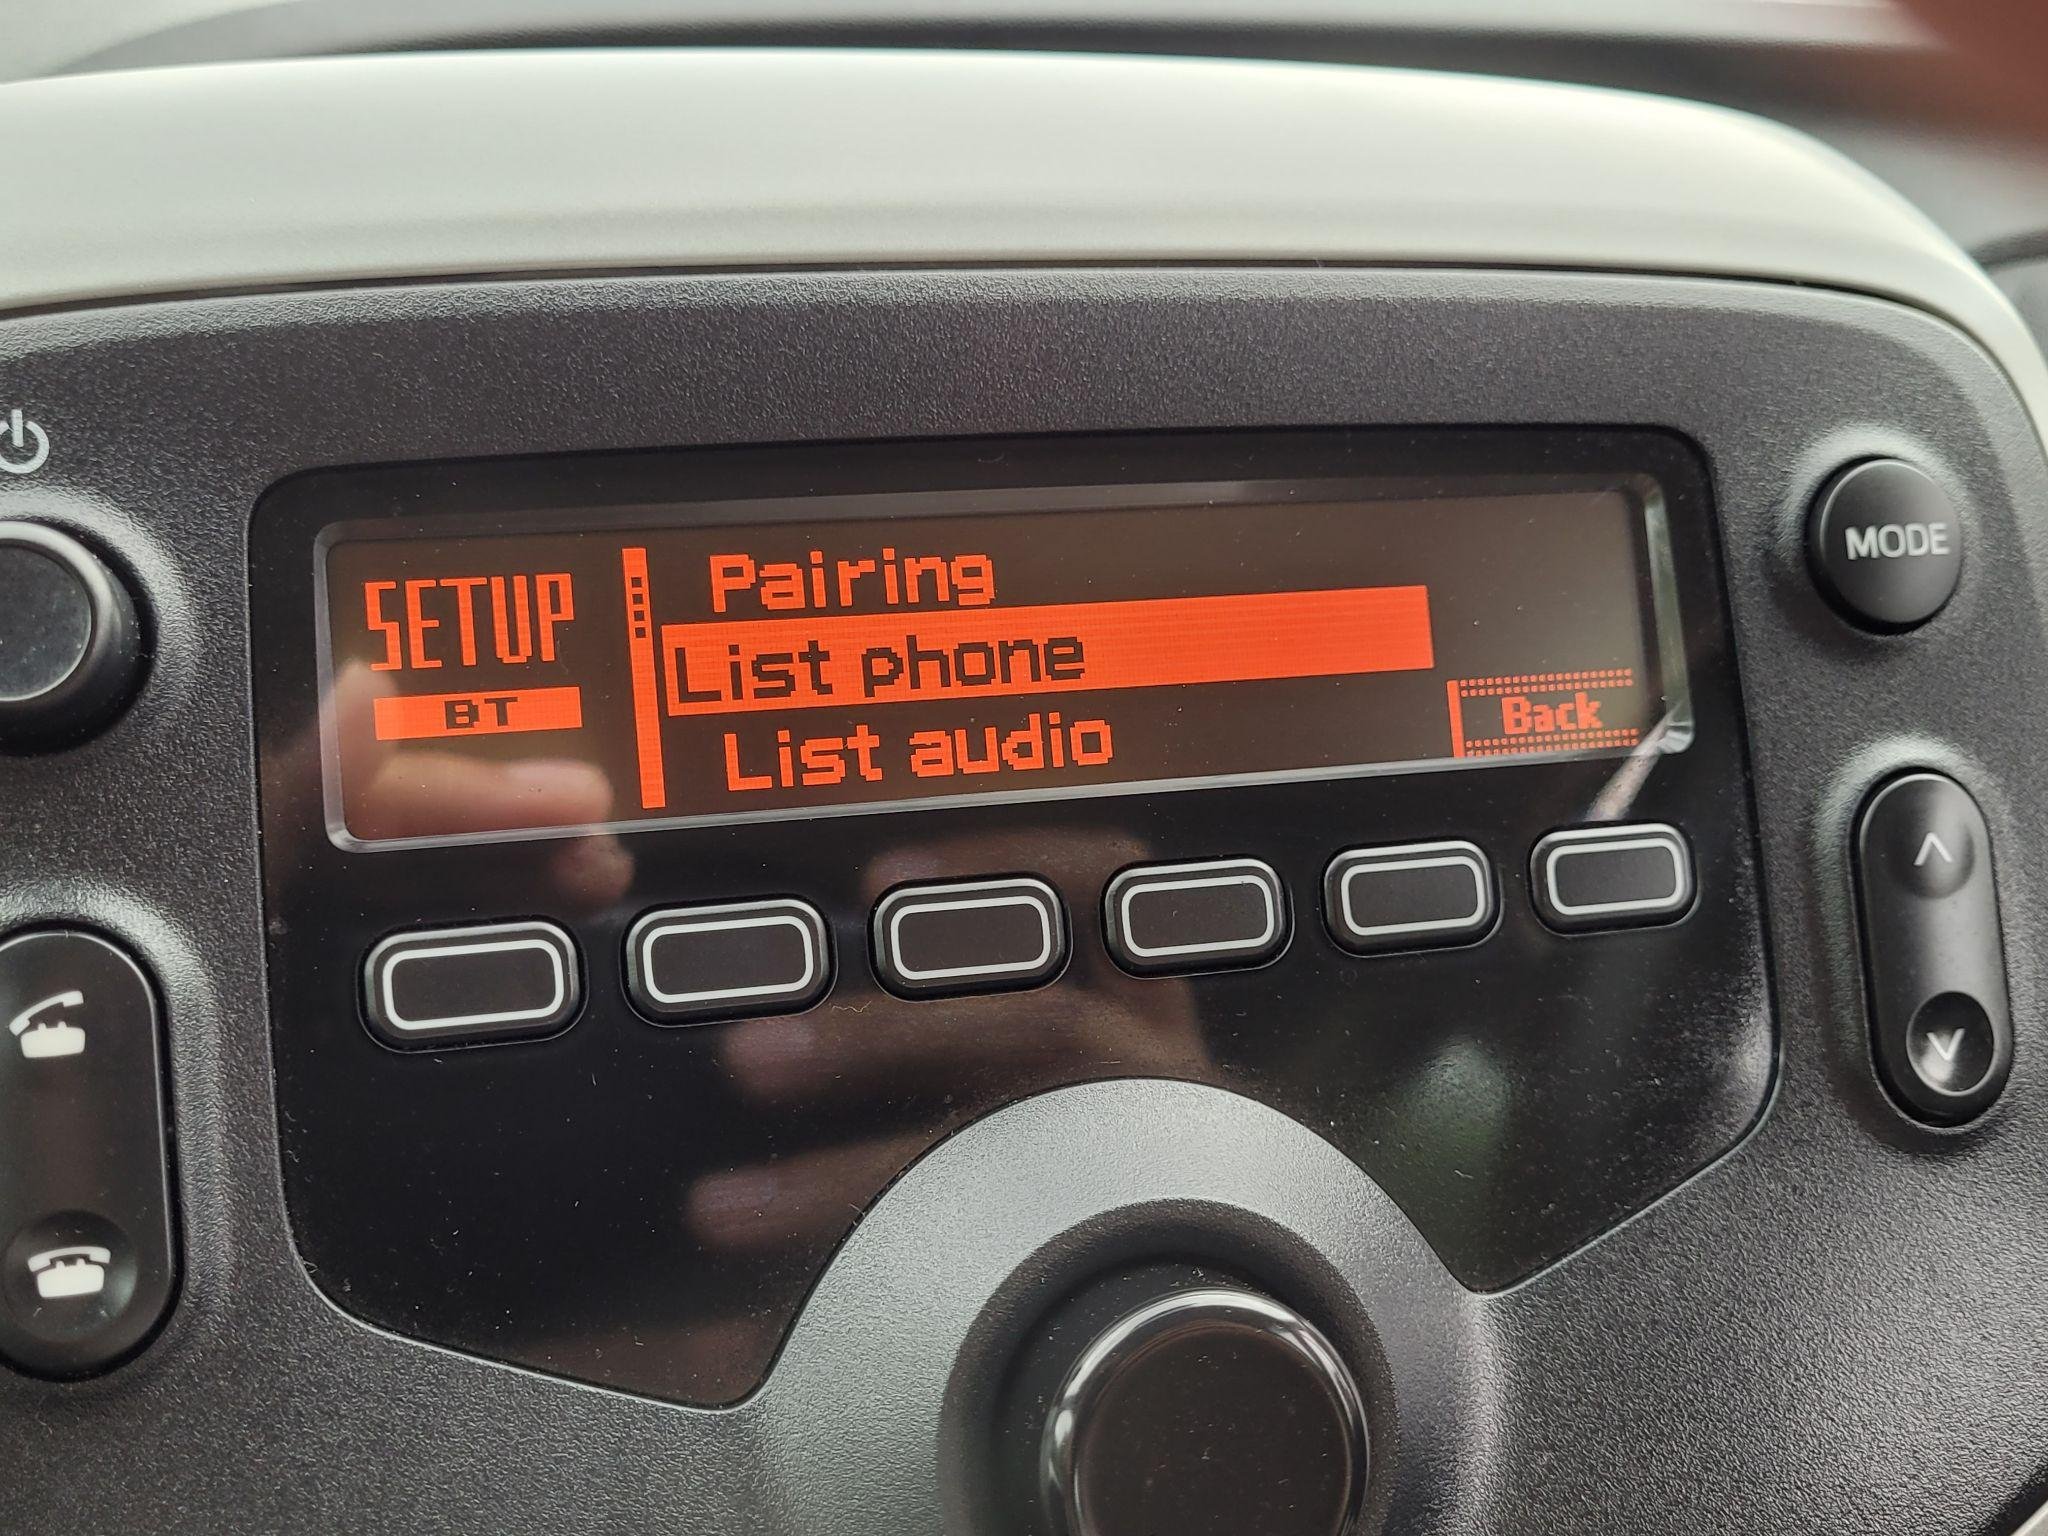 SETUP
BT
Pairing
List phone
List audio
Back
MODE